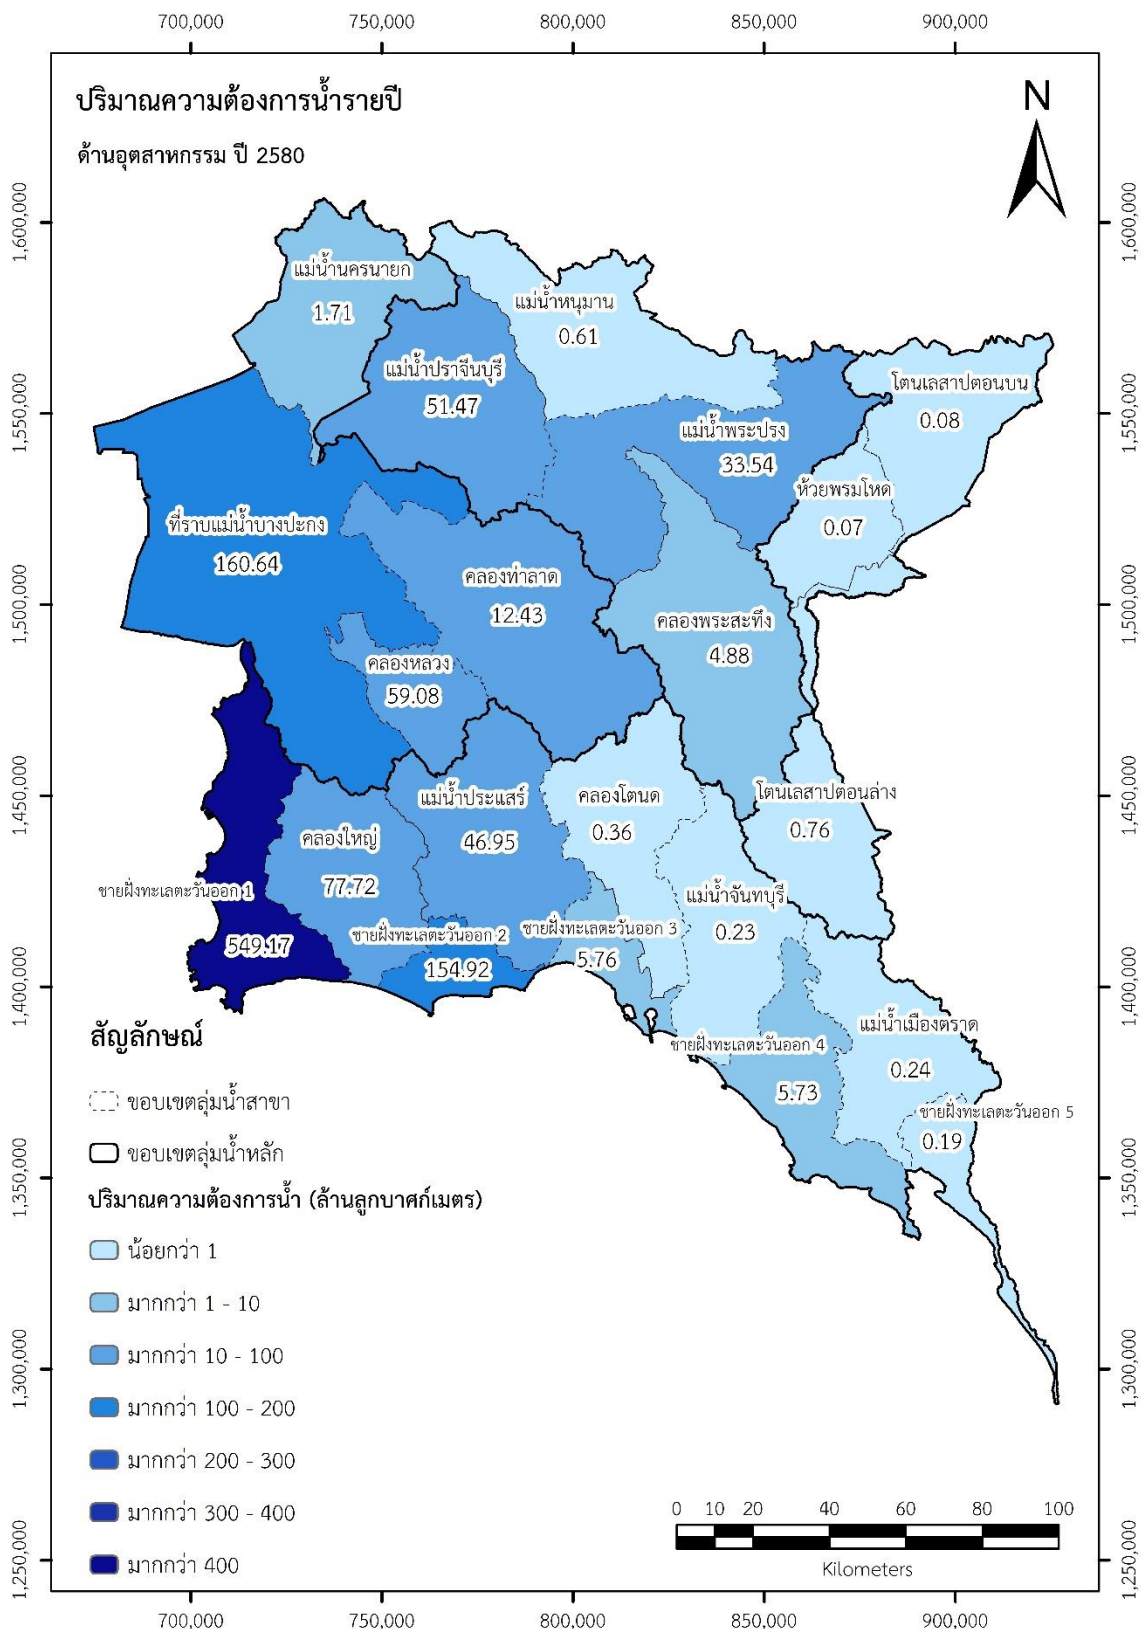 700,000 750,000 800,000 850,000 900,000
ปริมาณความต้องการน้ำรายปี
ด้านอุตสาหกรรม ปี 2580
N
1,600,000 1,600,000
1,550,000 1,550,000
1,500,000 1,500,000
1,450,000 1,450,000
1,400,000 1,400,000
1,350,000 1,350,000
1,300,000 1,300,000
1,250,000 1,250,000
แม่น้ำนครนายก
1.71
แม่น้ำหนุมาน
0.61
แม่น้ำปราจีนบุรี
51.47
โตนเลสาปตอนบน
0.08
แม่น้ำพระปรง
33.54
ห้วยพรมโหด
0.07
ที่ราบแม่น้ำบางปะกง
160.64
คลองท่าลาด
12.43
คลองพระสะทึง
4.88
คลองหลวง
59.08
แม่น้ำประแสร์
46.95
คลองโตนด
0.36
โตนเลสาปตอนล่าง
0.76
คลองใหญ่
77.72
ชายฝั่งทะเลตะวันออก 1
549.17
แม่น้ำจันทบุรี
0.23
ชายฝั่งทะเลตะวันออก 2
154.92
ชายฝั่งทะเลตะวันออก 3
5.76
แม่น้ำเมืองตราด
0.24
ชายฝั่งทะเลตะวันออก 4
5.73
ชายฝั่งทะเลตะวันออก 5
0.19
สัญลักษณ์
ขอบเขตลุ่มน้ำสาขา
ขอบเขตลุ่มน้ำหลัก
ปริมาณความต้องการน้ำ (ล้านลูกบาศก์เมตร)
น้อยกว่า 1
มากกว่า 1 - 10
มากกว่า 10 - 100
มากกว่า 100 - 200
มากกว่า 200 - 300
มากกว่า 300 - 400
มากกว่า 400
0 10 20 40 60 80 100
Kilometers
700,000 750,000 800,000 850,000 900,000